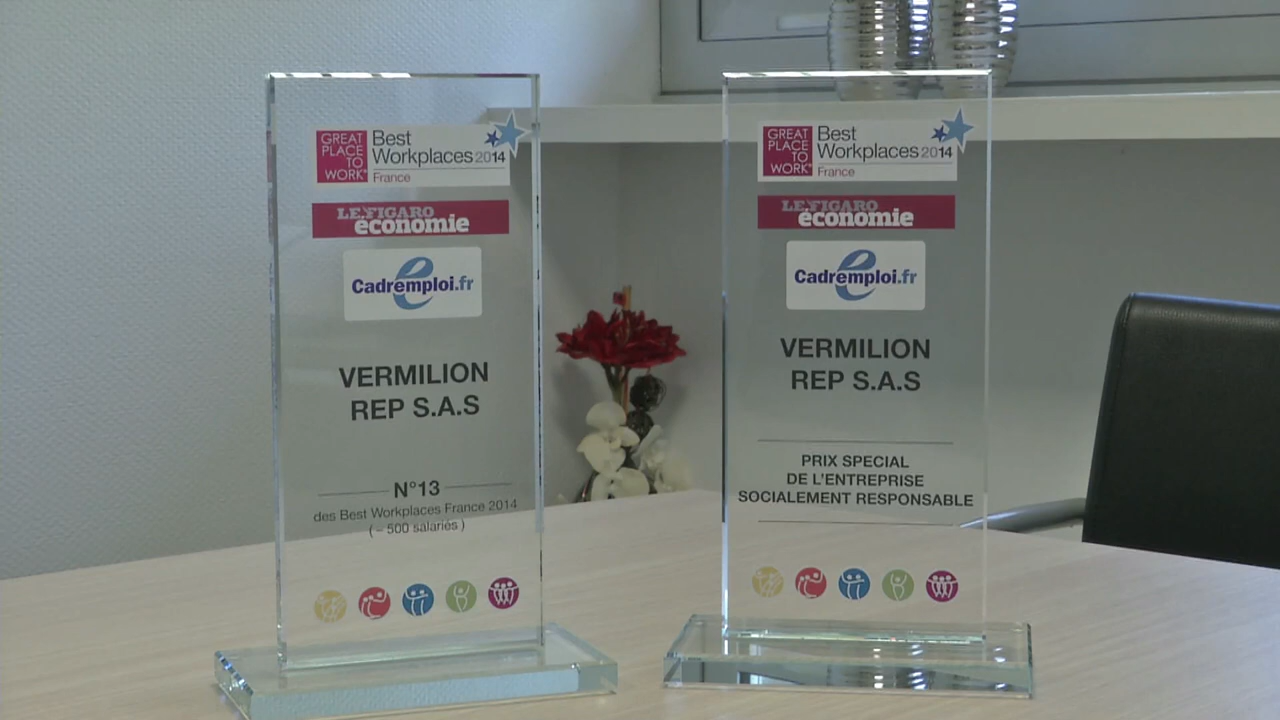 GREAT
PLACE
TO
WORK®
Best
Workplaces 2014
France
LE FIGARO
économie
Cadremploi.fr
VERMILION
REP S.A.S
N°13
des Best Workplaces France 2014
( – 500 salariés )
GREAT
PLACE
TO
WORK®
Best
Workplaces 2014
France
LE FIGARO
économie
Cadremploi.fr
VERMILION
REP S.A.S
PRIX SPECIAL
DE L'ENTREPRISE
SOCIALEMENT RESPONSABLE